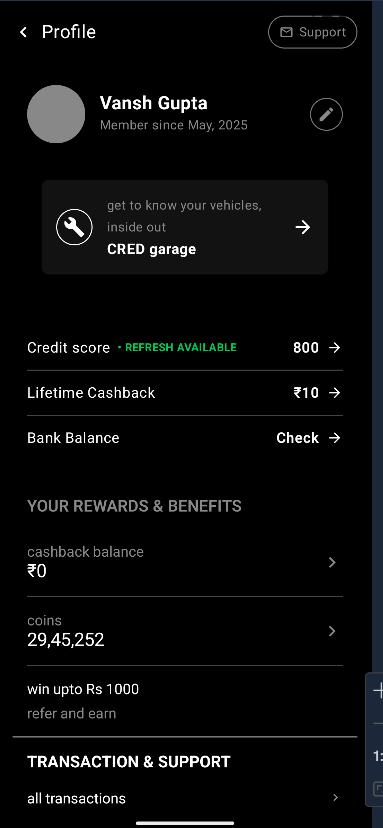 Profile
Support
Vansh Gupta
Member since May, 2025
get to know your vehicles,
inside out
CRED garage
Credit score • REFRESH AVAILABLE 800
Lifetime Cashback ₹10
Bank Balance Check
YOUR REWARDS & BENEFITS
cashback balance
₹0
coins
29,45,252
win upto Rs 1000
refer and earn
TRANSACTION & SUPPORT
all transactions
1: